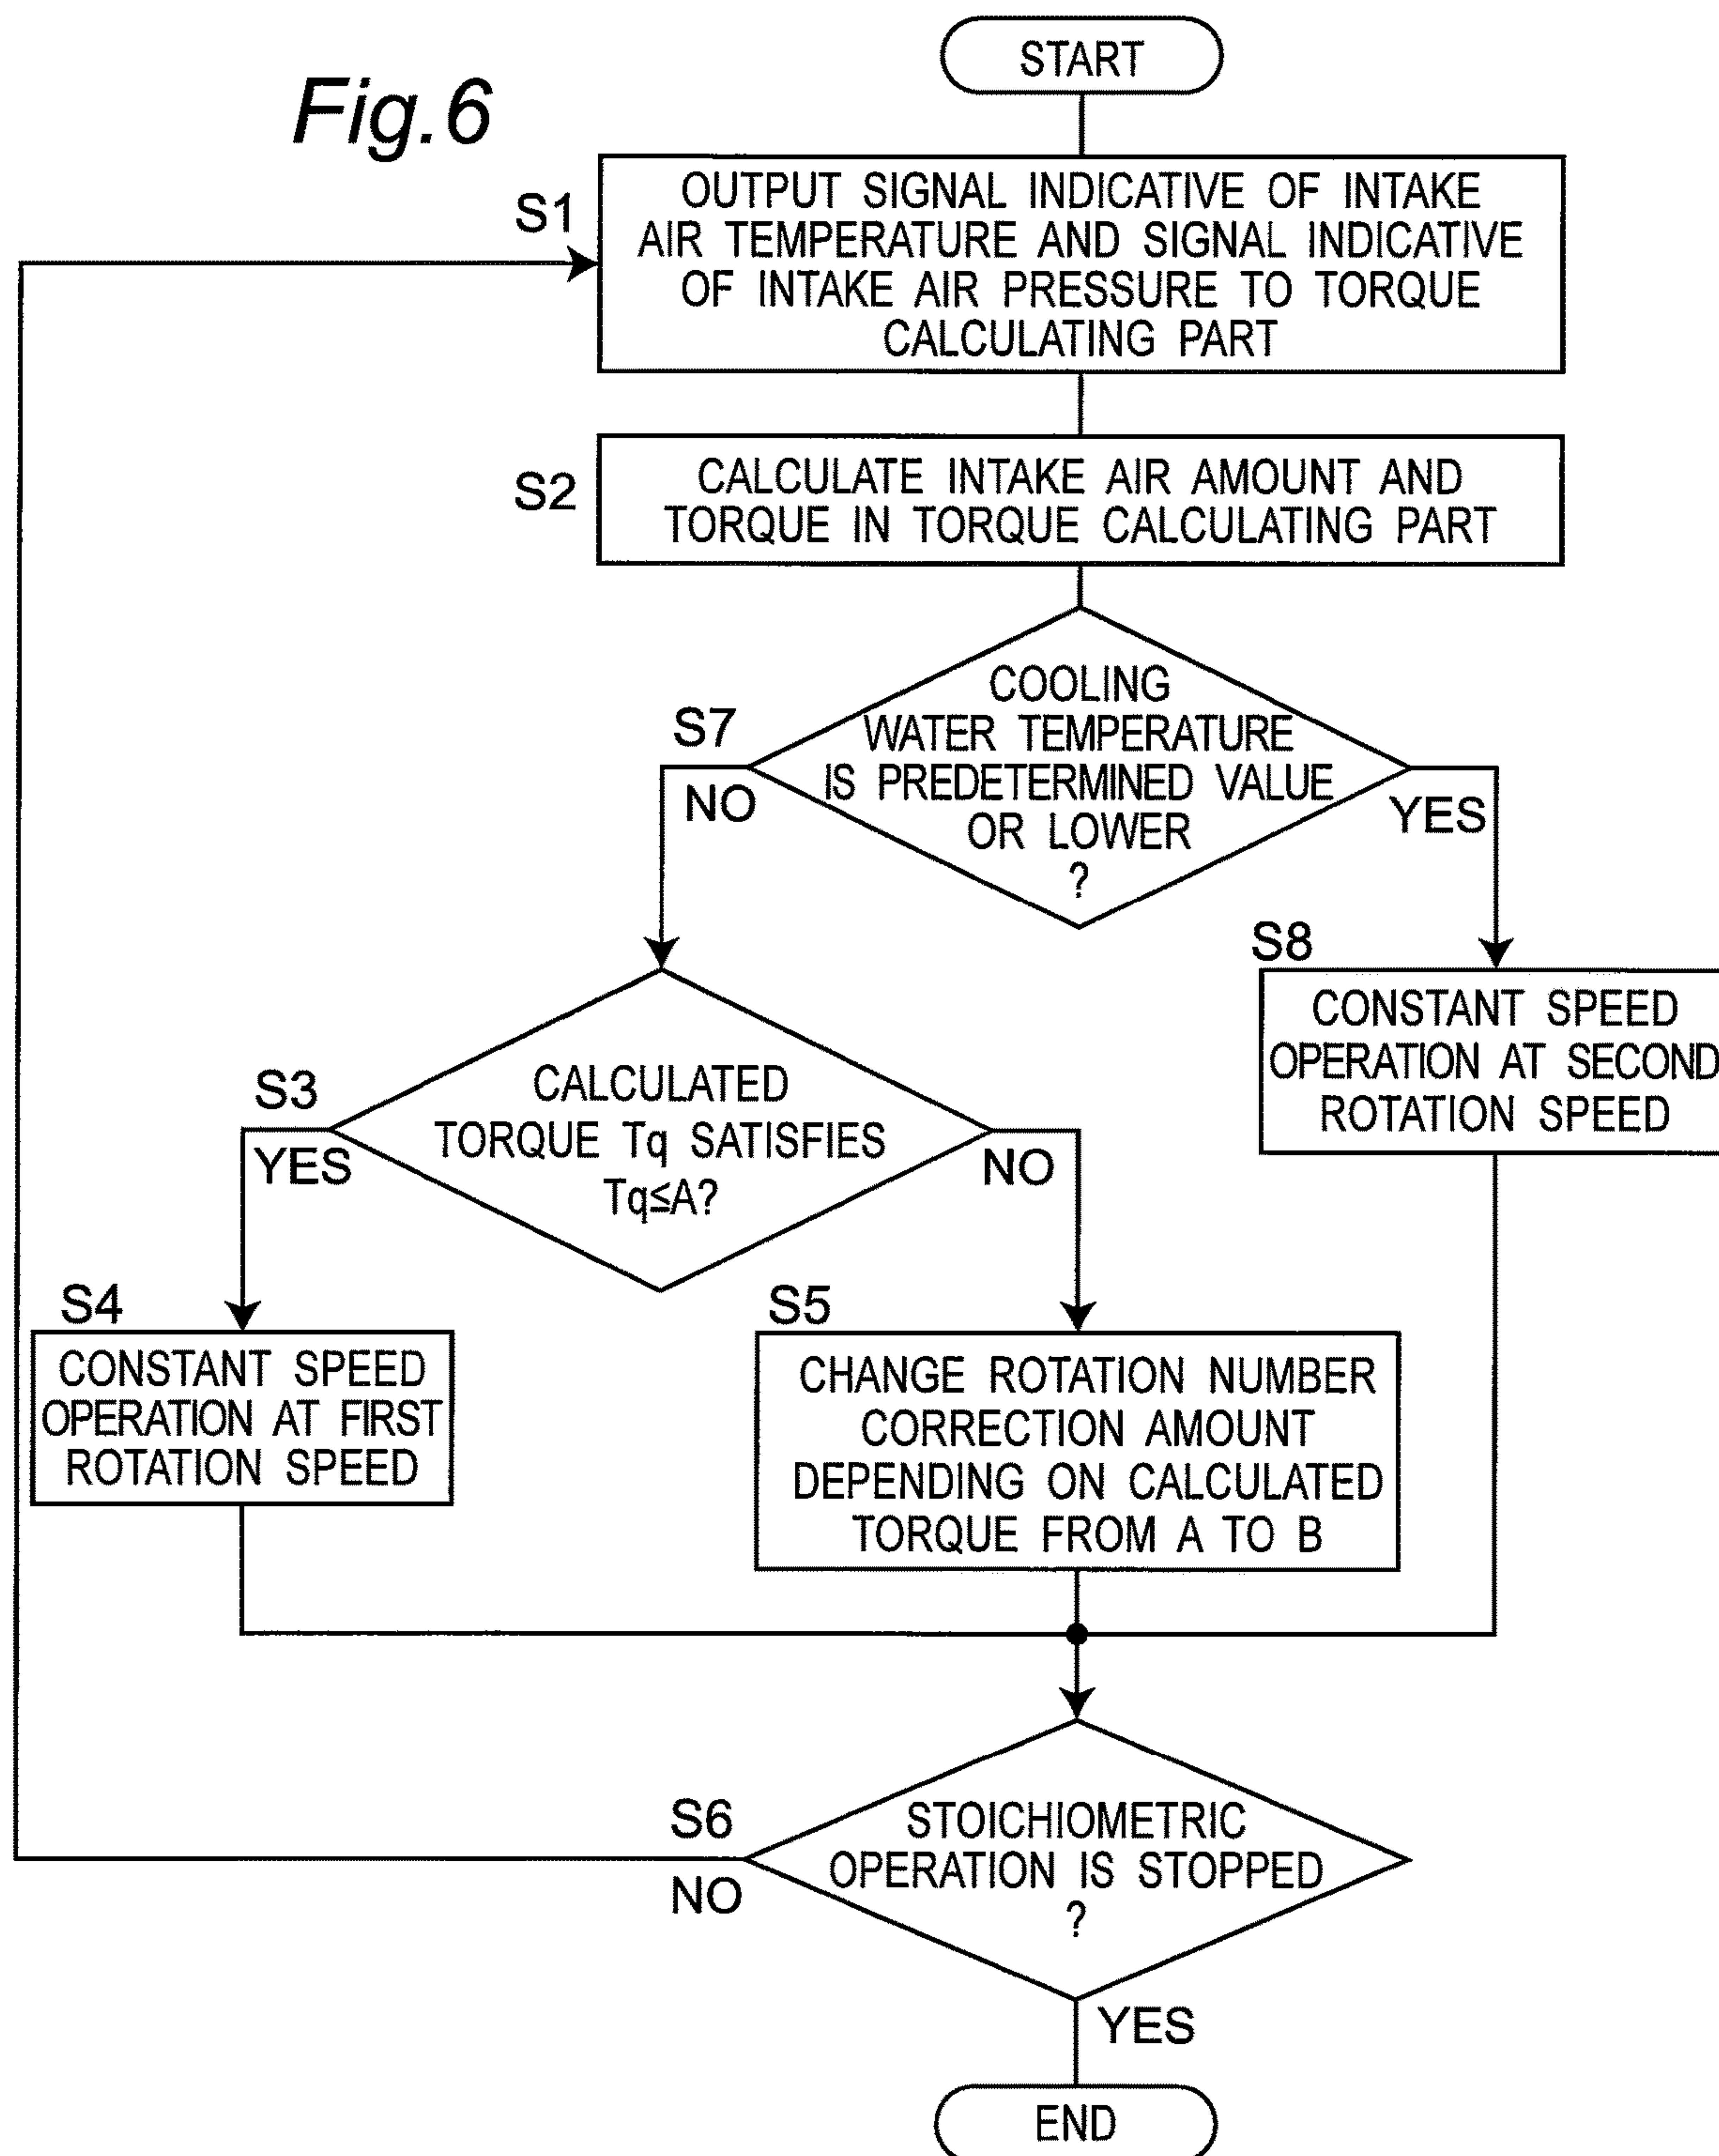 Fig.6
START
S1
OUTPUT SIGNAL INDICATIVE OF INTAKE
AIR TEMPERATURE AND SIGNAL INDICATIVE
OF INTAKE AIR PRESSURE TO TORQUE
CALCULATING PART
S2
CALCULATE INTAKE AIR AMOUNT AND
TORQUE IN TORQUE CALCULATING PART
S7
COOLING
WATER TEMPERATURE
IS PREDETERMINED VALUE
OR LOWER
?
NO
YES
S8
CONSTANT SPEED
OPERATION AT SECOND
ROTATION SPEED
S3
CALCULATED
TORQUE Tq SATISFIES
Tq≤A?
YES
NO
S4
CONSTANT SPEED
OPERATION AT FIRST
ROTATION SPEED
S5
CHANGE ROTATION NUMBER
CORRECTION AMOUNT
DEPENDING ON CALCULATED
TORQUE FROM A TO B
S6
STOICHIOMETRIC
OPERATION IS STOPPED
?
NO
YES
END